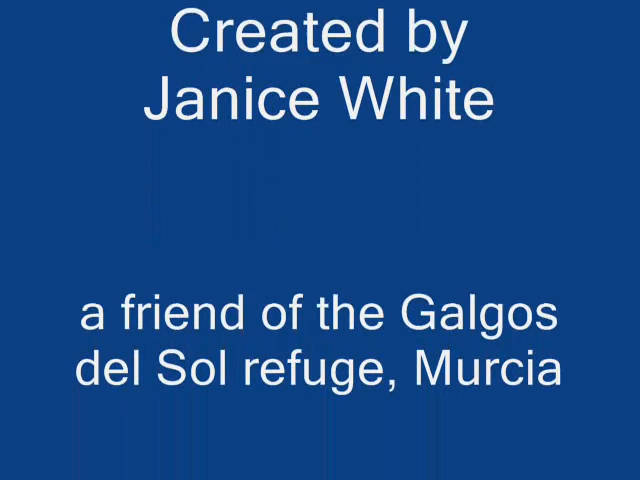 Created by
Janice White
a friend of the Galgos
del Sol refuge, Murcia